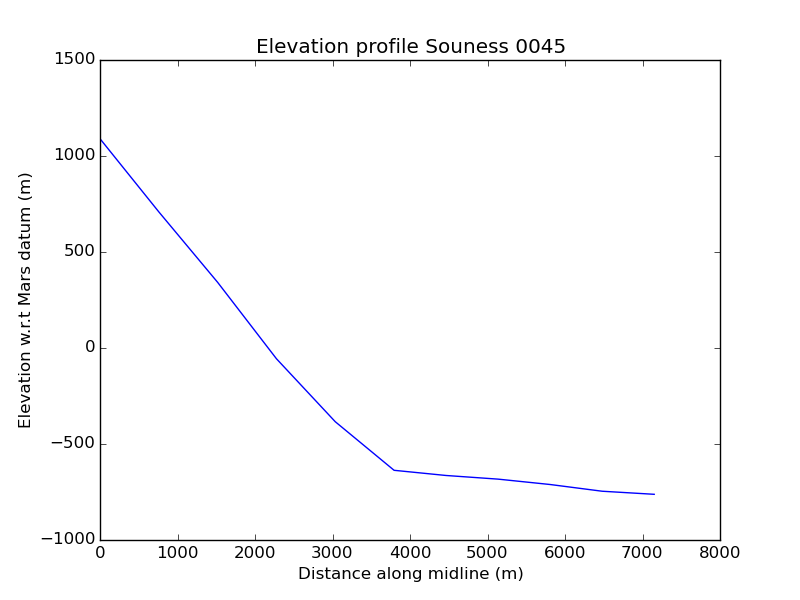 Elevation profile Souness 0045
1500
1000
500
0
−500
−1000
Elevation w.r.t Mars datum (m)
0 1000 2000 3000 4000 5000 6000 7000 8000
Distance along midline (m)